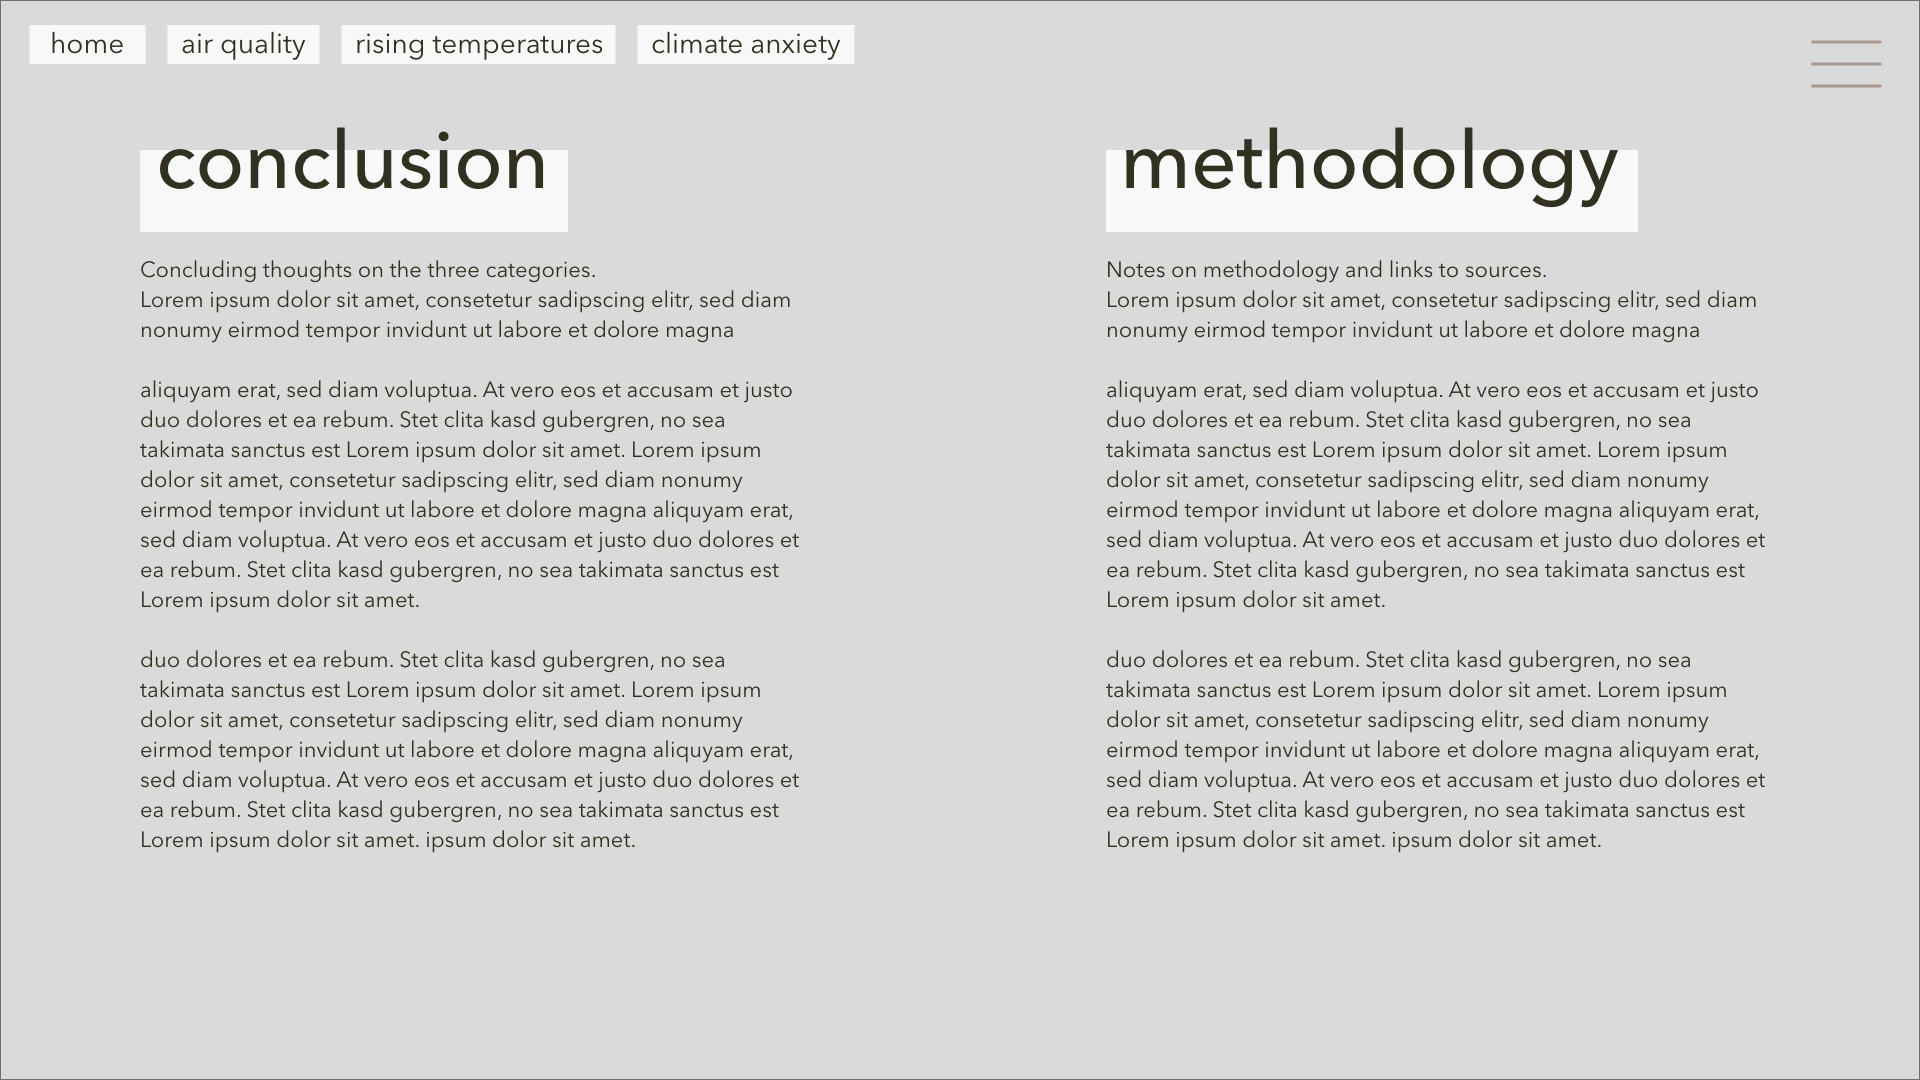 home
air quality
rising temperatures
climate anxiety
conclusion
Concluding thoughts on the three categories.
Lorem ipsum dolor sit amet, consetetur sadipscing elitr, sed diam
nonumy eirmod tempor invidunt ut labore et dolore magna
aliquyam erat, sed diam voluptua. At vero eos et accusam et justo
duo dolores et ea rebum. Stet clita kasd gubergren, no sea
takimata sanctus est Lorem ipsum dolor sit amet. Lorem ipsum
dolor sit amet, consetetur sadipscing elitr, sed diam nonumy
eirmod tempor invidunt ut labore et dolore magna aliquyam erat,
sed diam voluptua. At vero eos et accusam et justo duo dolores et
ea rebum. Stet clita kasd gubergren, no sea takimata sanctus est
Lorem ipsum dolor sit amet.
duo dolores et ea rebum. Stet clita kasd gubergren, no sea
takimata sanctus est Lorem ipsum dolor sit amet. Lorem ipsum
dolor sit amet, consetetur sadipscing elitr, sed diam nonumy
eirmod tempor invidunt ut labore et dolore magna aliquyam erat,
sed diam voluptua. At vero eos et accusam et justo duo dolores et
ea rebum. Stet clita kasd gubergren, no sea takimata sanctus est
Lorem ipsum dolor sit amet. ipsum dolor sit amet.
methodology
Notes on methodology and links to sources.
Lorem ipsum dolor sit amet, consetetur sadipscing elitr, sed diam
nonumy eirmod tempor invidunt ut labore et dolore magna
aliquyam erat, sed diam voluptua. At vero eos et accusam et justo
duo dolores et ea rebum. Stet clita kasd gubergren, no sea
takimata sanctus est Lorem ipsum dolor sit amet. Lorem ipsum
dolor sit amet, consetetur sadipscing elitr, sed diam nonumy
eirmod tempor invidunt ut labore et dolore magna aliquyam erat,
sed diam voluptua. At vero eos et accusam et justo duo dolores et
ea rebum. Stet clita kasd gubergren, no sea takimata sanctus est
Lorem ipsum dolor sit amet.
duo dolores et ea rebum. Stet clita kasd gubergren, no sea
takimata sanctus est Lorem ipsum dolor sit amet. Lorem ipsum
dolor sit amet, consetetur sadipscing elitr, sed diam nonumy
eirmod tempor invidunt ut labore et dolore magna aliquyam erat,
sed diam voluptua. At vero eos et accusam et justo duo dolores et
ea rebum. Stet clita kasd gubergren, no sea takimata sanctus est
Lorem ipsum dolor sit amet. ipsum dolor sit amet.